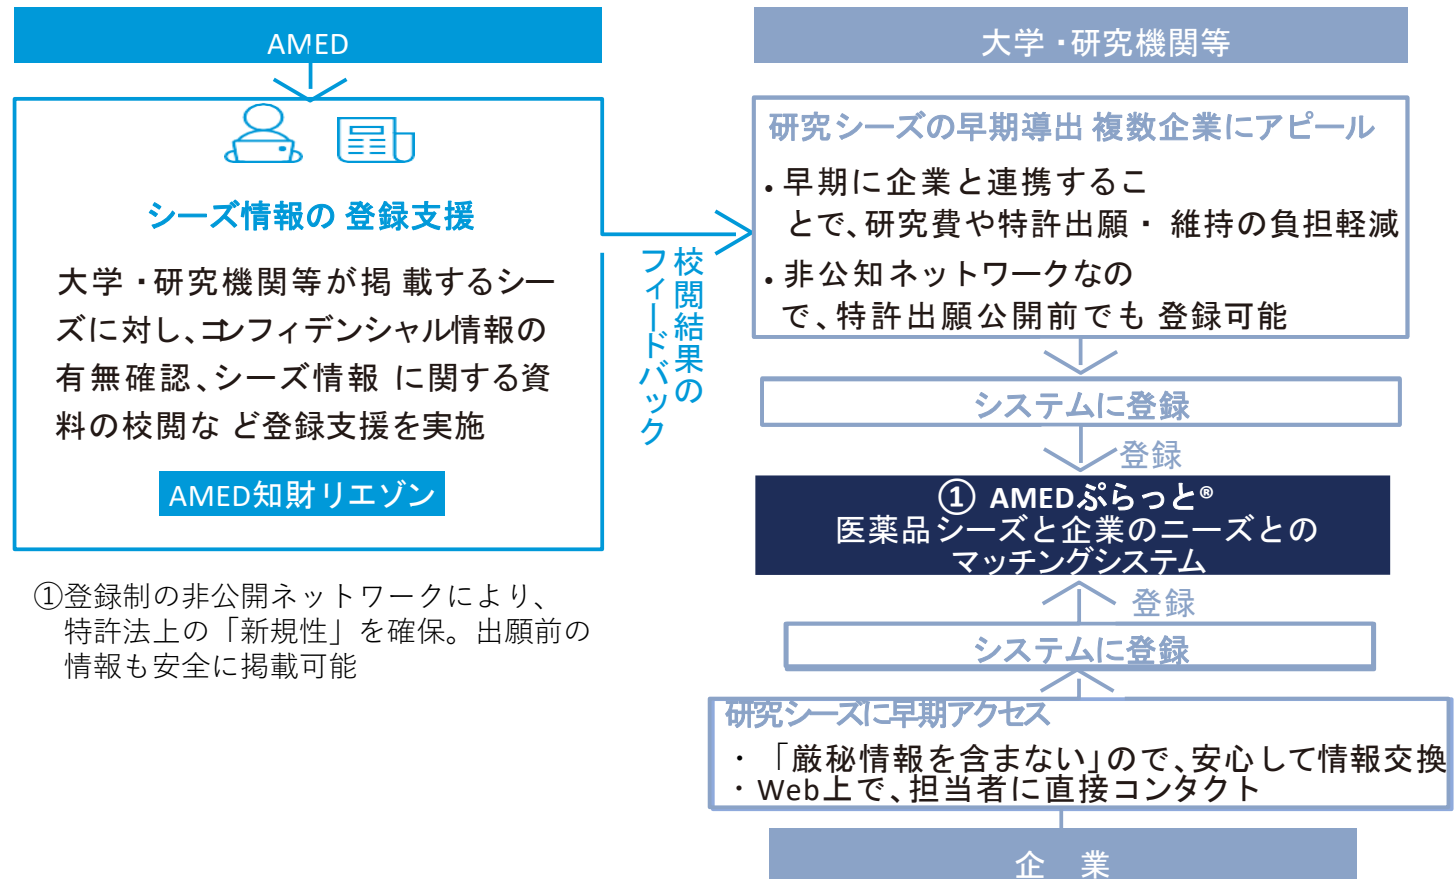 AMED
シーズ情報の 登録支援
大学・研究機関等が掲 載するシー
ズに対し、コンフィデンシャル情報の
有無確認、シーズ情報 に関する資
料の校閲な ど登録支援を実施
AMED知財リエゾン
①登録制の非公開ネットワークにより、
特許法上の「新規性」を確保。出願前の
情報も安全に掲載可能
校閲結果の
フィードバック
大学・研究機関等
研究シーズの早期導出 複数企業にアピール
・早期に企業と連携するこ
とで、研究費や特許出願・ 維持の負担軽減
・非公知ネットワークなの
で、特許出願公開前でも 登録可能
システムに登録
登録
① AMEDぷらっと®
医薬品シーズと企業のニーズとの
マッチングシステム
登録
システムに登録
研究シーズに早期アクセス
・「厳秘情報を含まない」ので、安心して情報交換
・Web上で、担当者に直接コンタクト
企 業